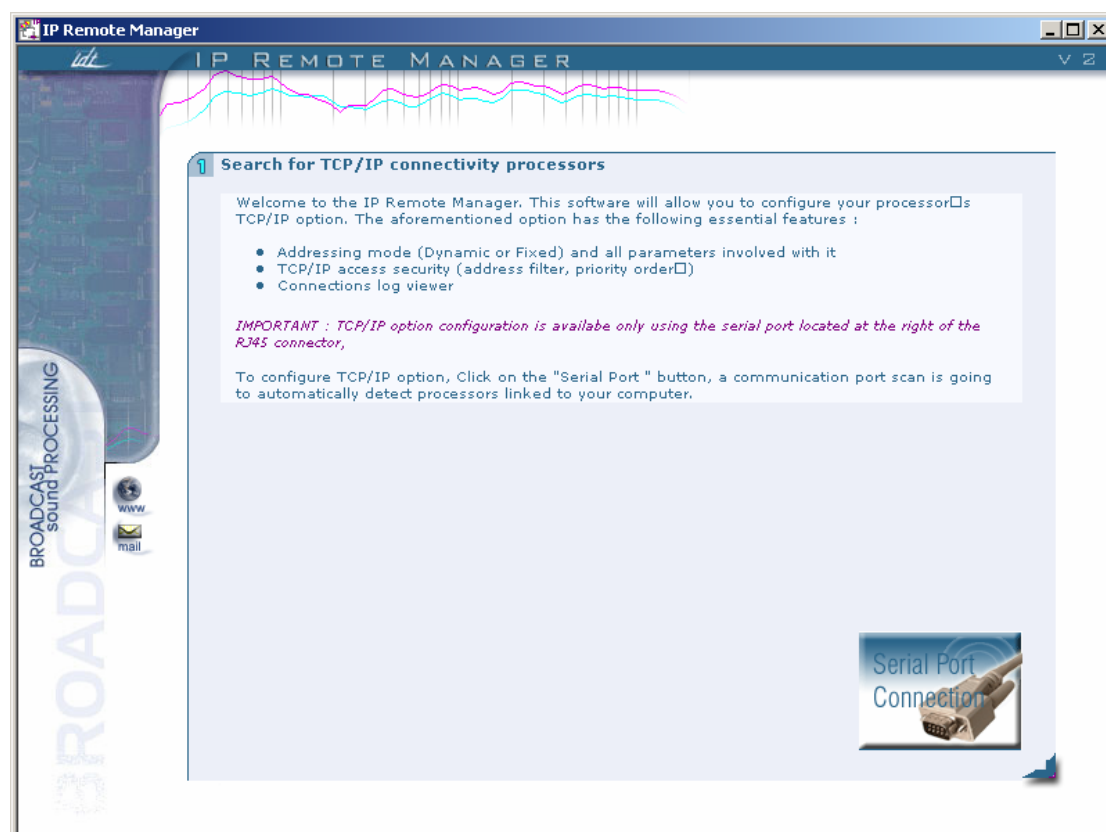 IP Remote Manager
idt
IP REMOTE MANAGER
V 2
1 Search for TCP/IP connectivity processors
Welcome to the IP Remote Manager. This software will allow you to configure your processor□s
TCP/IP option. The aforementioned option has the following essential features :
● Addressing mode (Dynamic or Fixed) and all parameters involved with it
● TCP/IP access security (address filter, priority order□)
● Connections log viewer
IMPORTANT : TCP/IP option configuration is availabe only using the serial port located at the right of the
RJ45 connector,
To configure TCP/IP option, Click on the "Serial Port " button, a communication port scan is going
to automatically detect processors linked to your computer.
BROADCAST
sound PROCESSING
www
mail
BROADCAST
Serial Port
Connection